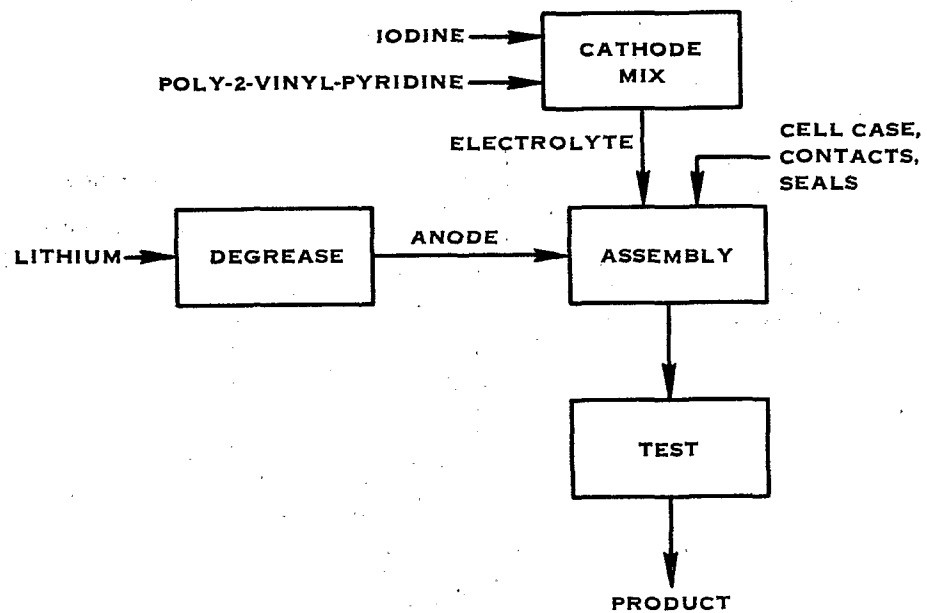 IODINE
POLY-2-VINYL-PYRIDINE
CATHODE
MIX
ELECTROLYTE
CELL CASE,
CONTACTS,
SEALS
LITHIUM
DEGREASE
ANODE
ASSEMBLY
TEST
PRODUCT